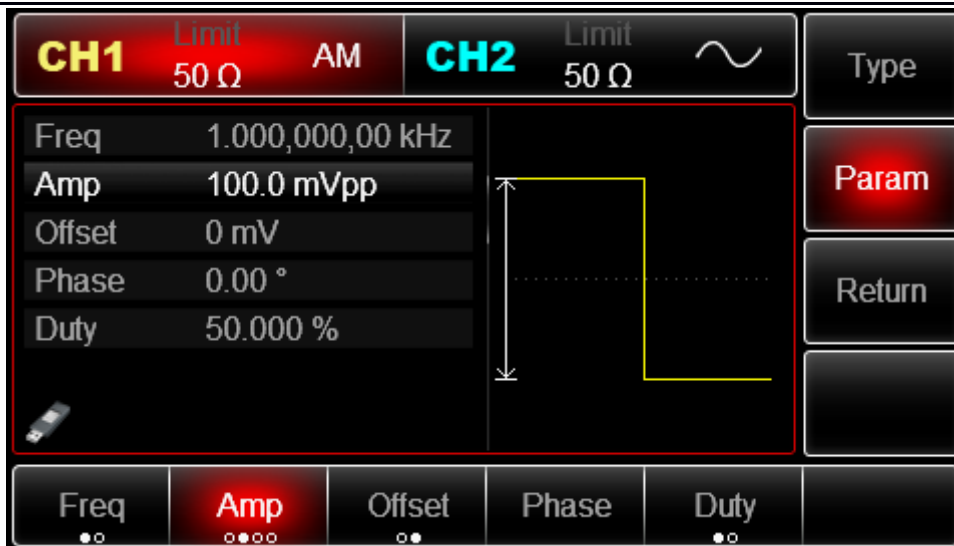 CH1 Limit 50 Ω AM CH2 Limit 50 Ω
Type
Freq 1.000,000,00 kHz
Amp 100.0 mVpp
Param
Offset 0 mV
Phase 0.00 °
Return
Duty 50.000 %
Freq Amp Offset Phase Duty